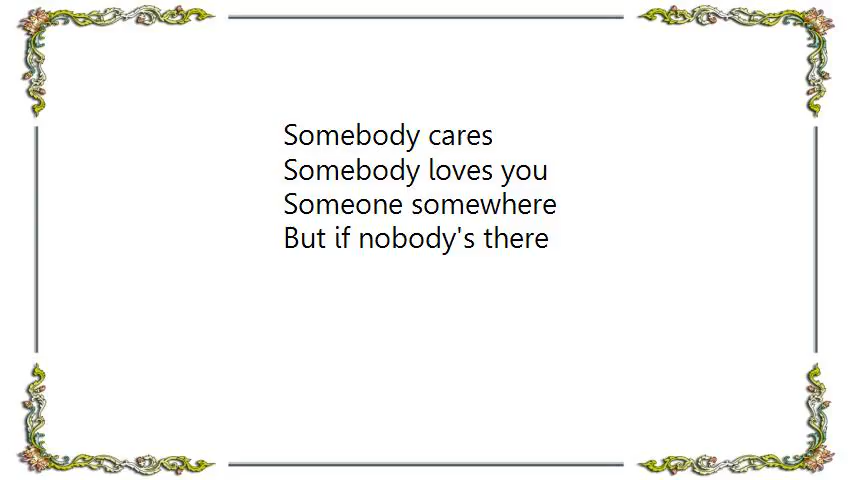 Somebody cares
Somebody loves you
Someone somewhere
But if nobody's there